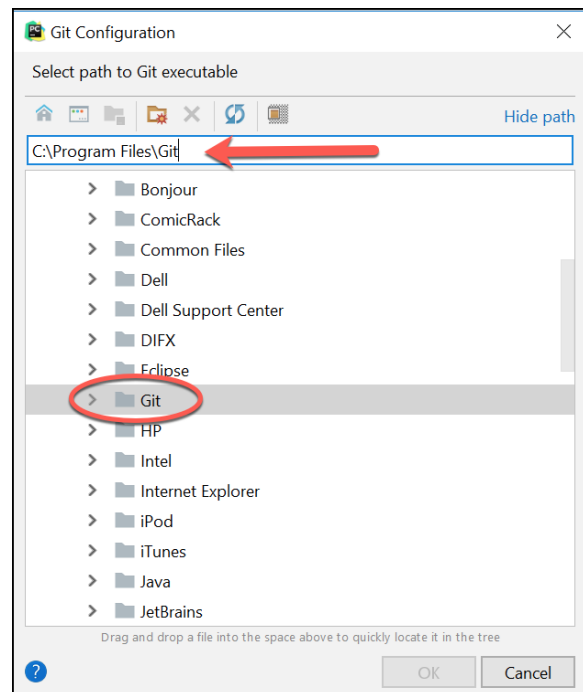 PC
Git Configuration
Select path to Git executable
Hide path
C:\Program Files\Git
Bonjour
ComicRack
Common Files
Dell
Dell Support Center
DIFX
Eclipse
Git
HP
Intel
Internet Explorer
iPod
iTunes
Java
JetBrains
Drag and drop a file into the space above to quickly locate it in the tree
?
OK
Cancel